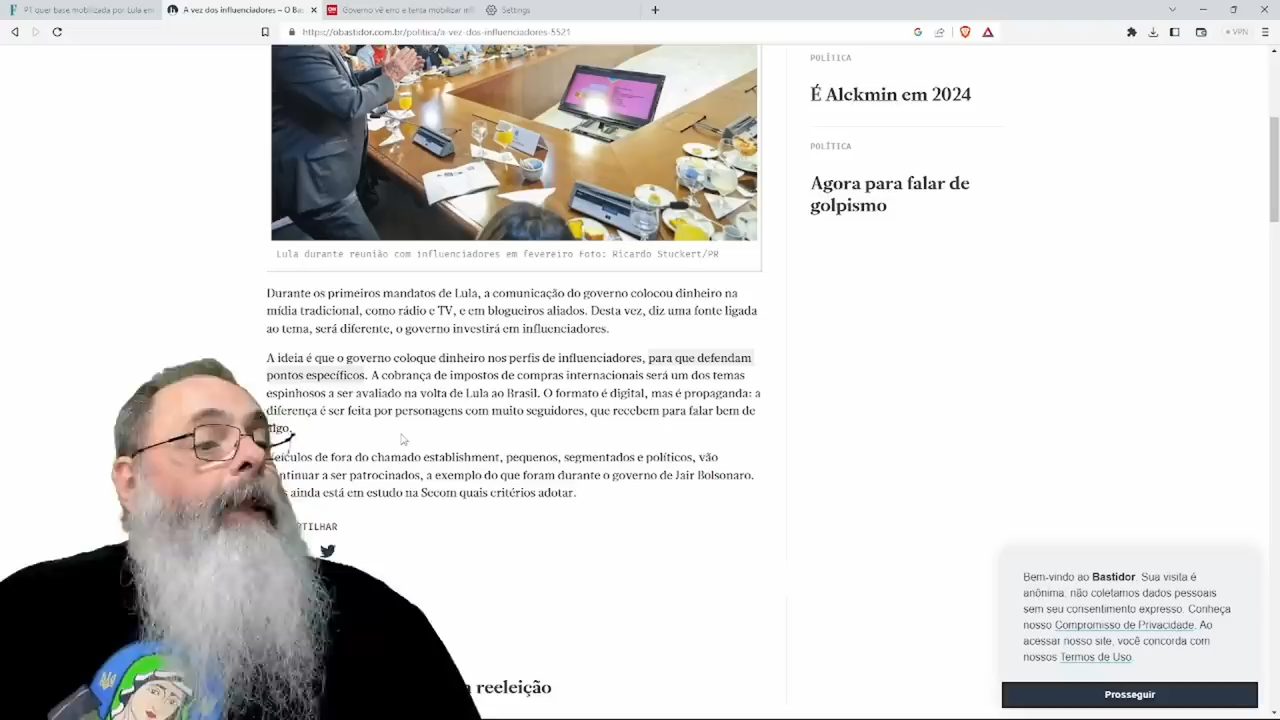 PT quer base mobilizada por Lula em
A vez dos influenciadores – O Bas
Governo vê erro e tenta mobilizar infl
Settings
https://obastidor.com.br/politica/a-vez-dos-influenciadores-5521
VPN
POLÍTICA
É Alckmin em 2024
POLÍTICA
Agora para falar de
golpismo
Lula durante reunião com influenciadores em fevereiro Foto: Ricardo Stuckert/PR
Durante os primeiros mandatos de Lula, a comunicação do governo colocou dinheiro na
mídia tradicional, como rádio e TV, e em blogueiros aliados. Desta vez, diz uma fonte ligada
ao tema, será diferente, o governo investirá em influenciadores.
A ideia é que o governo coloque dinheiro nos perfis de influenciadores, para que defendam
pontos específicos. A cobrança de impostos de compras internacionais será um dos temas
espinhosos a ser avaliado na volta de Lula ao Brasil. O formato é digital, mas é propaganda: a
diferença é ser feita por personagens com muito seguidores, que recebem para falar bem de
algo.
Veículos de fora do chamado establishment, pequenos, segmentados e políticos, vão
continuar a ser patrocinados, a exemplo do que foram durante o governo de Jair Bolsonaro.
ainda está em estudo na Secom quais critérios adotar.
RTILHAR
reeleição
Bem-vindo ao Bastidor. Sua visita é
anônima, não coletamos dados pessoais
sem seu consentimento expresso. Conheça
nosso Compromisso de Privacidade. Ao
acessar nosso site, você concorda com
nossos Termos de Uso.
Prosseguir